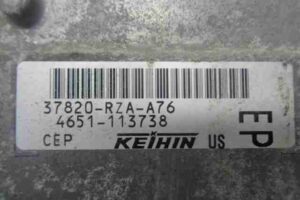 37820-RZA-A76
4651-113738
CEP KEIHIN US
EP